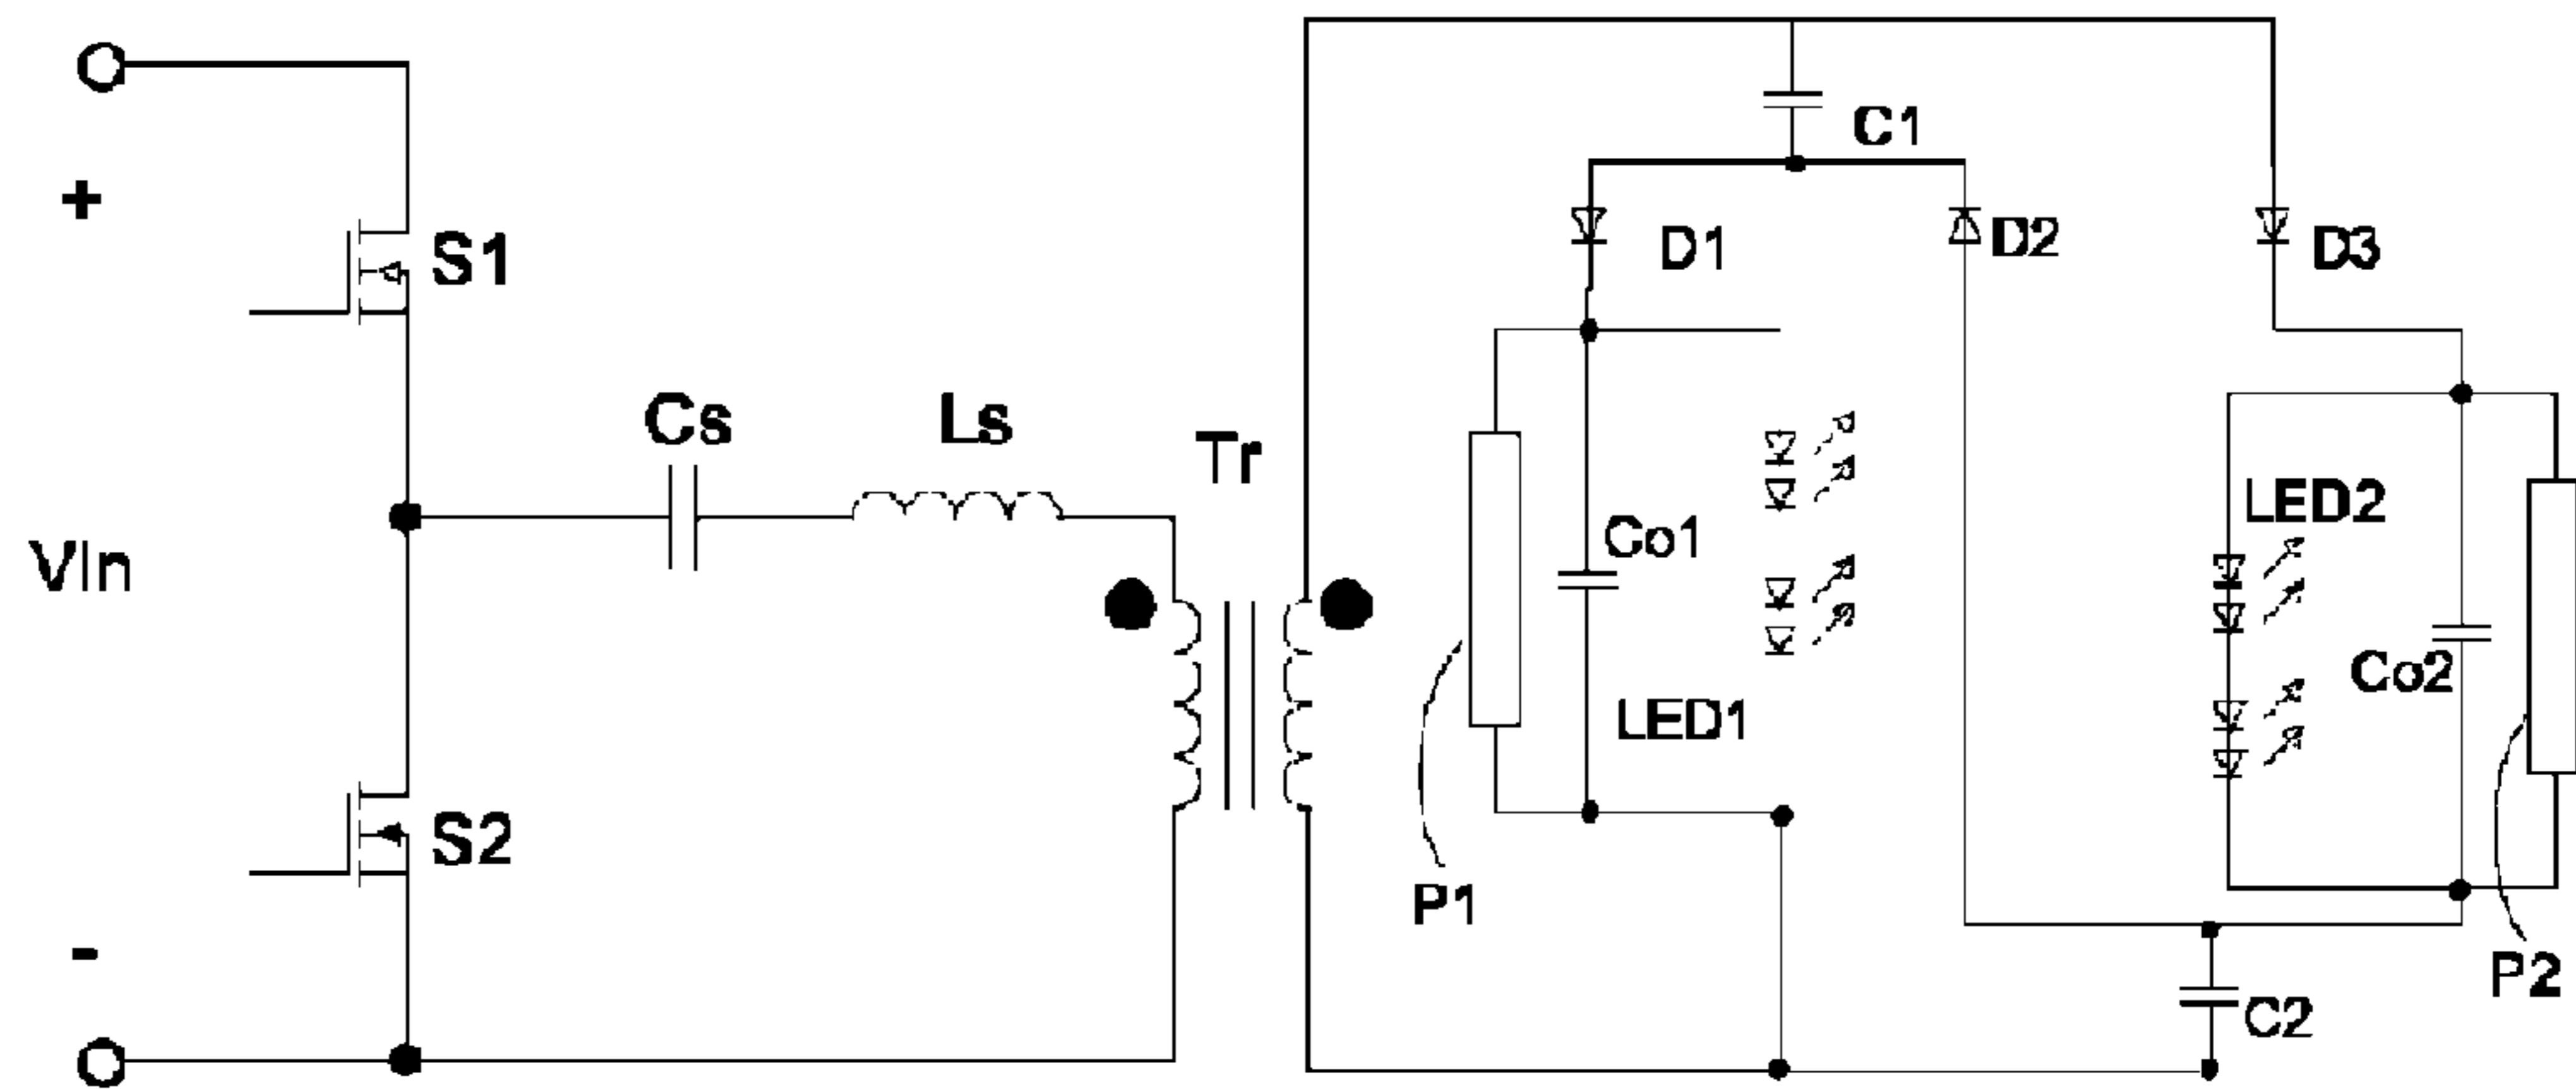 C1
+
S1
D1
D2
D3
Cs
Ls
Tr
VIn
Co1
LED2
LED1
Co2
S2
P1
-
P2
C2